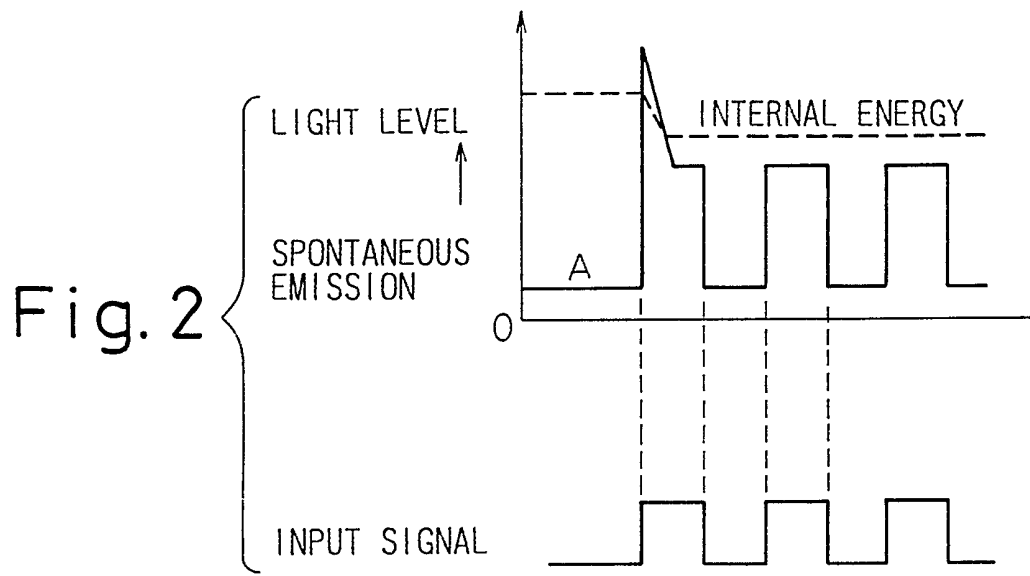 Fig. 2
LIGHT LEVEL
SPONTANEOUS
EMISSION
INPUT SIGNAL
INTERNAL ENERGY
A
0